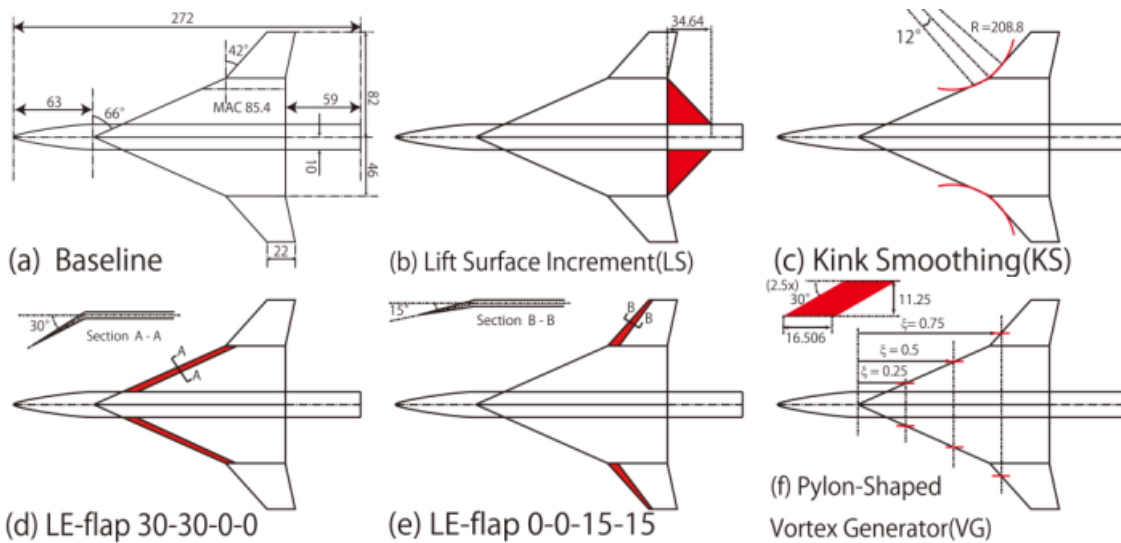 272
42°
63
66°
MAC 85.4
59
82
10
46
22
(a) Baseline
34.64
(b) Lift Surface Increment(LS)
12°
R=208.8
(c) Kink Smoothing(KS)
30°
Section A - A
A
A
(d) LE-flap 30-30-0-0
15°
Section B - B
B
B
(e) LE-flap 0-0-15-15
(2.5x)
30°
11.25
16.506
ξ=0.75
ξ = 0.5
ξ = 0.25
(f) Pylon-Shaped
Vortex Generator(VG)